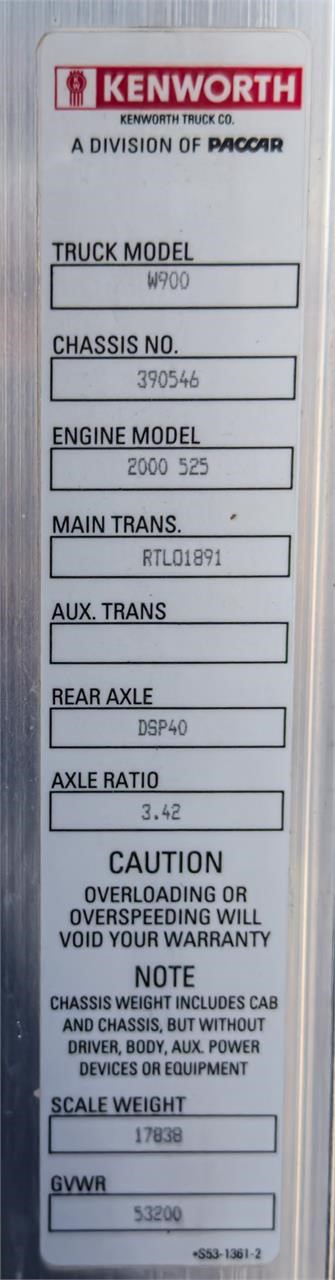 KENWORTH
KENWORTH TRUCK CO.
A DIVISION OF PACCAR
TRUCK MODEL
W900
CHASSIS NO.
390546
ENGINE MODEL
2000 525
MAIN TRANS.
RTLO1891
AUX. TRANS
REAR AXLE
DSP40
AXLE RATIO
3.42
CAUTION
OVERLOADING OR
OVERSPEEDING WILL
VOID YOUR WARRANTY
NOTE
CHASSIS WEIGHT INCLUDES CAB
AND CHASSIS, BUT WITHOUT
DRIVER, BODY, AUX. POWER
DEVICES OR EQUIPMENT
SCALE WEIGHT
17838
GVWR
53200
•S53-1361-2